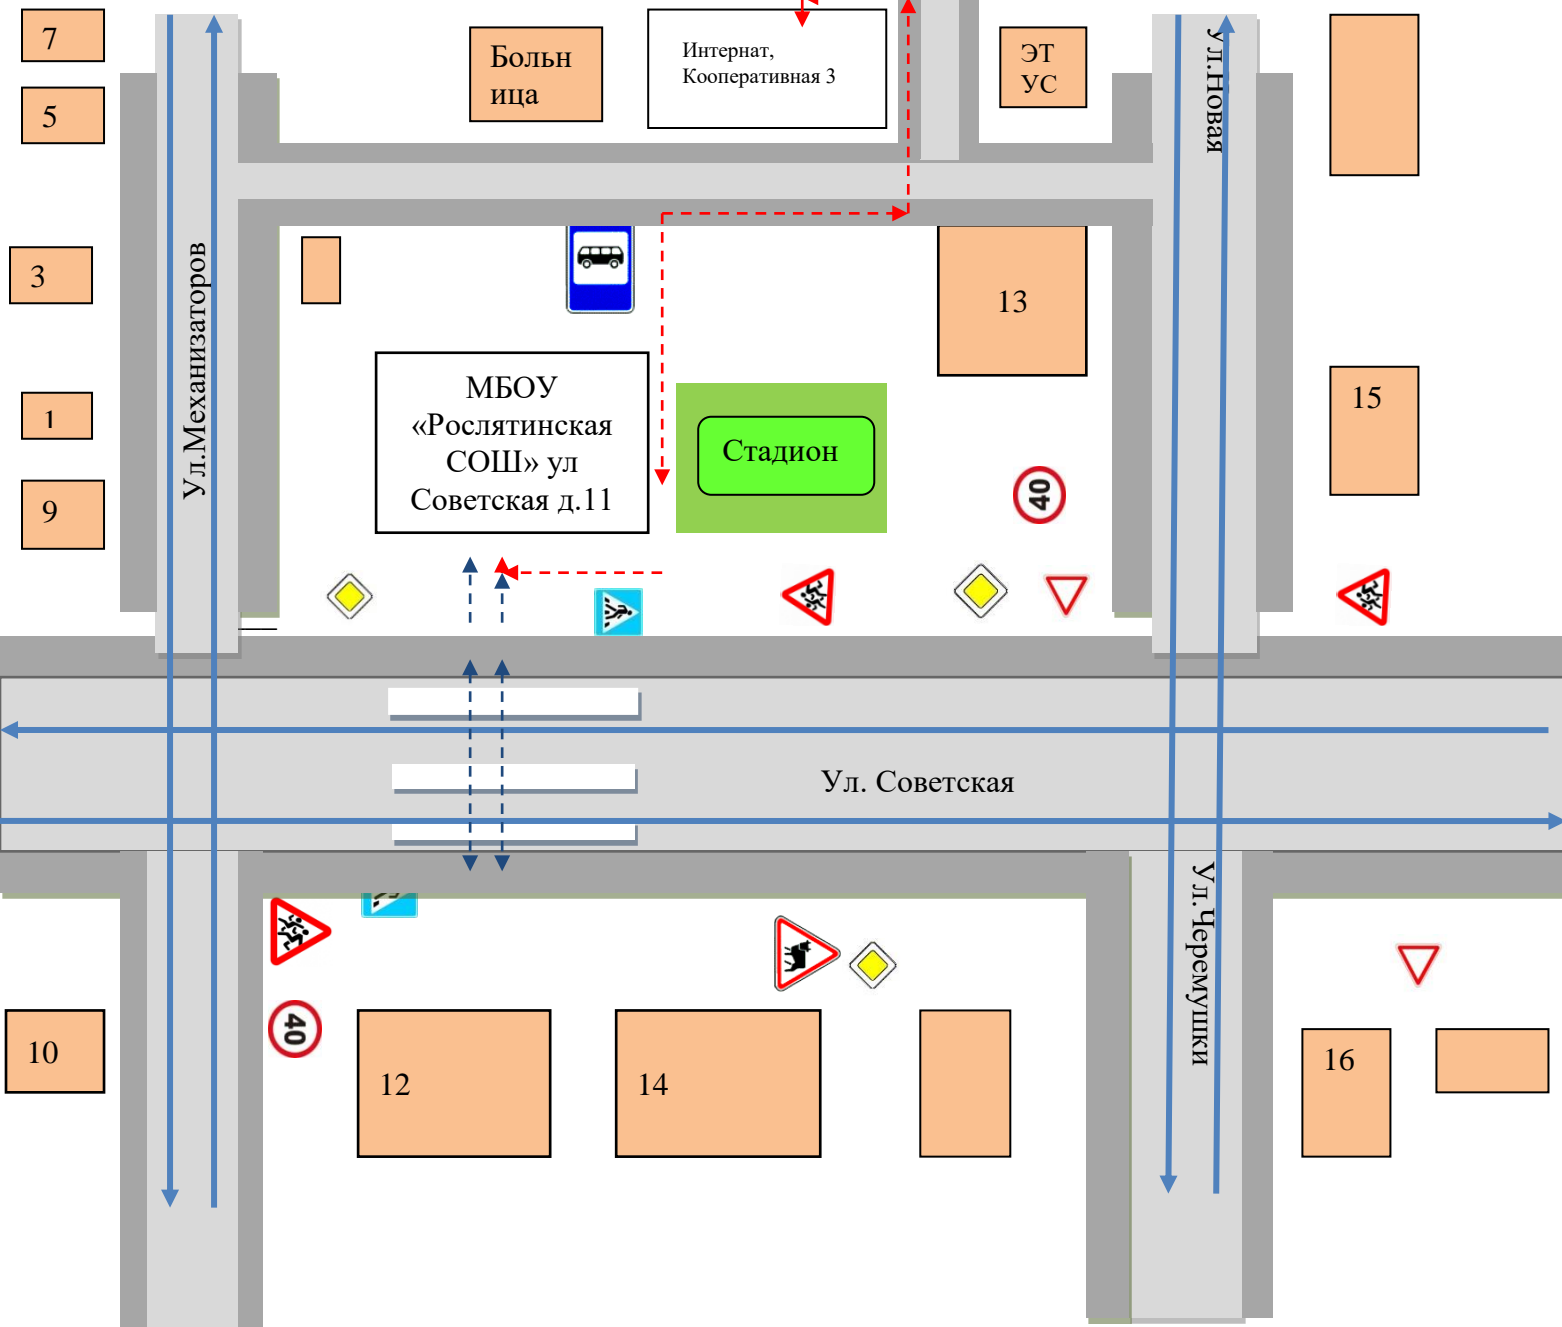 7
Больн
ица
Интернат,
Кооперативная 3
ЭТ
УС
Ул.Новая
5
3
Ул.Механизаторов
13
МБОУ
«Рослятинская
СОШ» ул
Советская д.11
Стадион
15
1
9
40
Ул. Советская
Ул.Черемушки
10
40
12
14
16